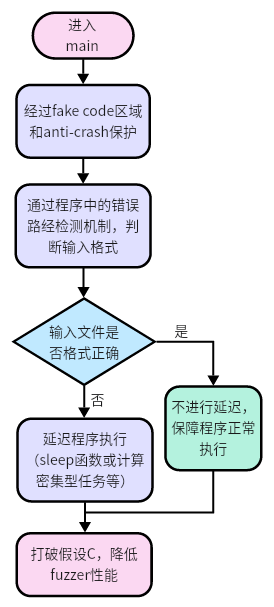 进入
main
经过fake code区域
和anti-crash保护
通过程序中的错误
路经检测机制，判
断输入格式
输入文件是
否格式正确
是
否
不进行延迟，
保障程序正常
执行
延迟程序执行
（sleep函数或计算
密集型任务等）
打破假设C，降低
fuzzer性能